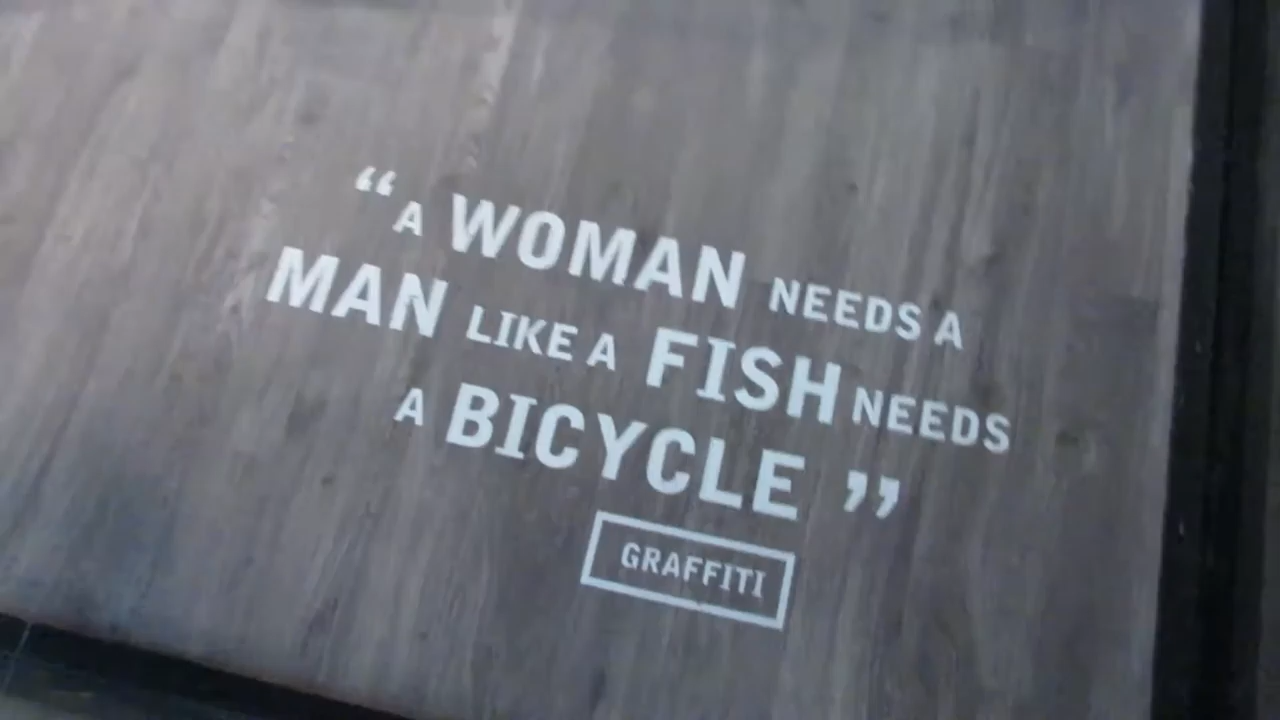 “A WOMAN NEEDS A
MAN LIKE A FISH NEEDS
A BICYCLE”
GRAFFITI